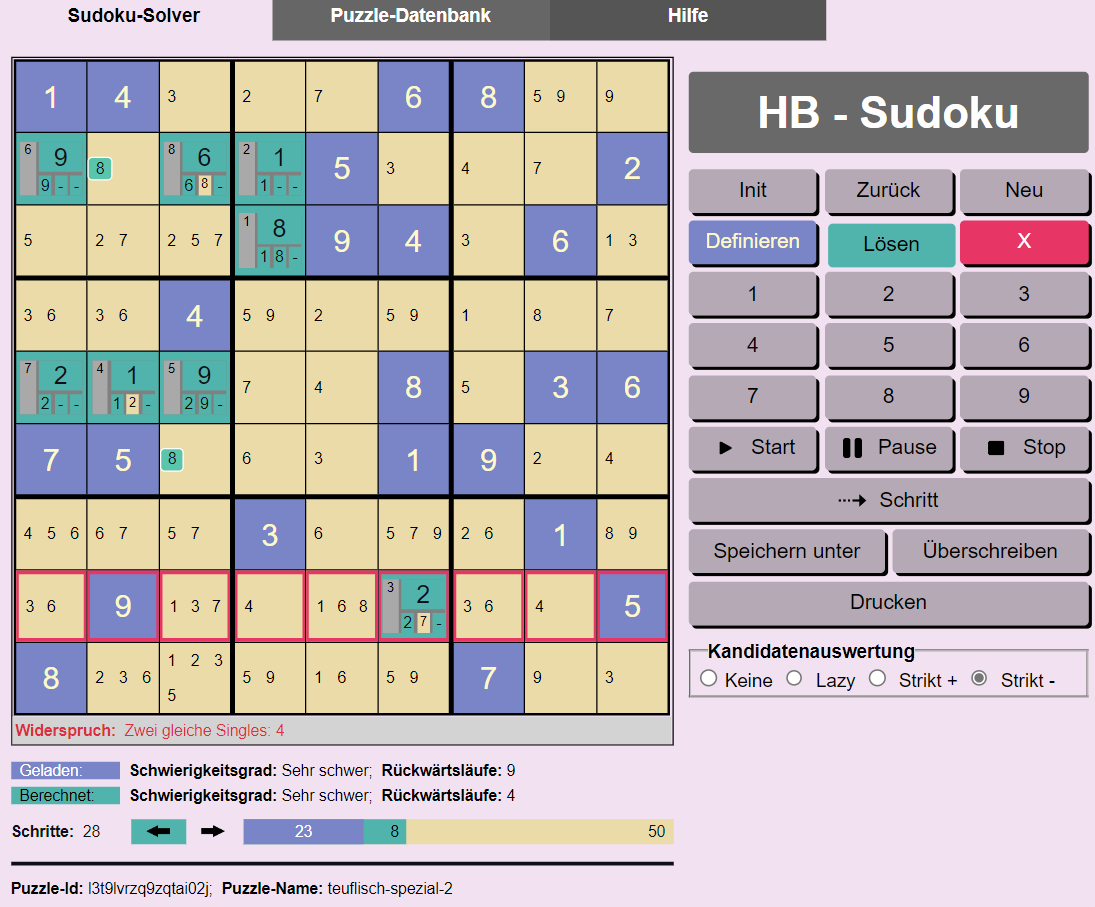 Sudoku-Solver Puzzle-Datenbank Hilfe
HB - Sudoku
1 4 3 2 7 6 8 5 9 9
6 9 9 - - 8 8 6 6 8 - 2 1 1 - - 5 3 4 7 2
5 2 7 2 5 7 1 8 1 8 - 9 4 3 6 1 3
3 6 3 6 4 5 9 2 5 9 1 8 7
7 2 2 - - 4 1 1 2 - 5 9 2 9 - 7 4 8 5 3 6
7 5 8 6 3 1 9 2 4
4 5 6 6 7 5 7 3 6 5 7 9 2 6 1 8 9
3 6 9 1 3 7 4 1 6 8 3 2 2 7 - 3 6 4 5
8 2 3 6 1 2 3 5 5 9 1 6 5 9 7 9 3
Widerspruch: Zwei gleiche Singles: 4
Init Zurück Neu
Definieren Lösen X
1 2 3
4 5 6
7 8 9
Start Pause Stop
Schritt
Speichern unter Überschreiben
Drucken
Kandidatenauswertung
Keine Lazy Strikt + Strikt -
Geladen: Schwierigkeitsgrad: Sehr schwer; Rückwärtsläufe: 9
Berechnet: Schwierigkeitsgrad: Sehr schwer; Rückwärtsläufe: 4
Schritte: 28 23 8 50
Puzzle-Id: l3t9lvrzq9zqtai02j; Puzzle-Name: teuflisch-spezial-2